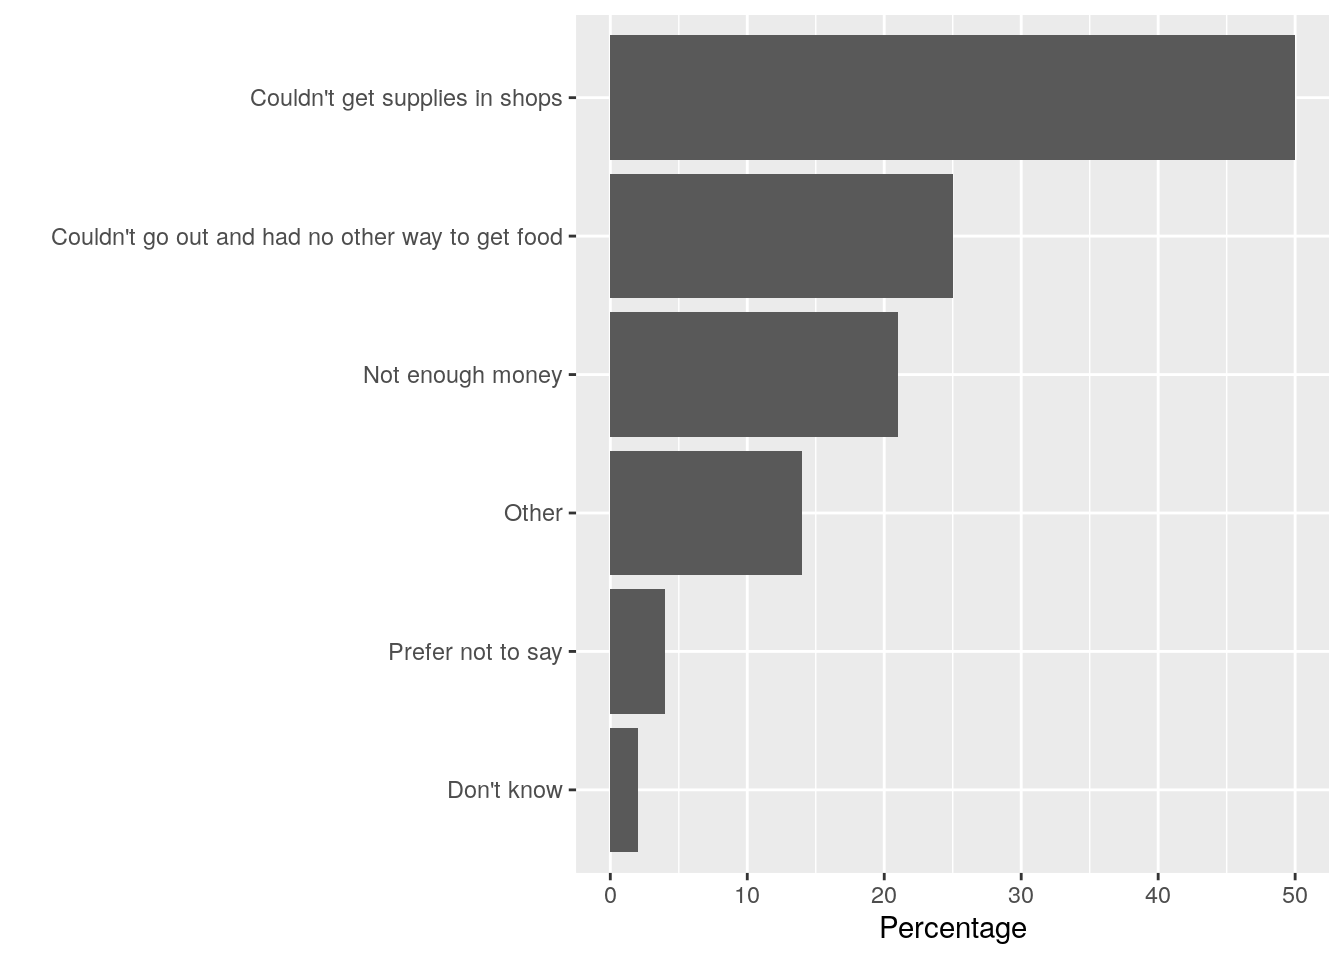 Couldn't get supplies in shops
Couldn't go out and had no other way to get food
Not enough money
Other
Prefer not to say
Don't know
0 10 20 30 40 50
Percentage